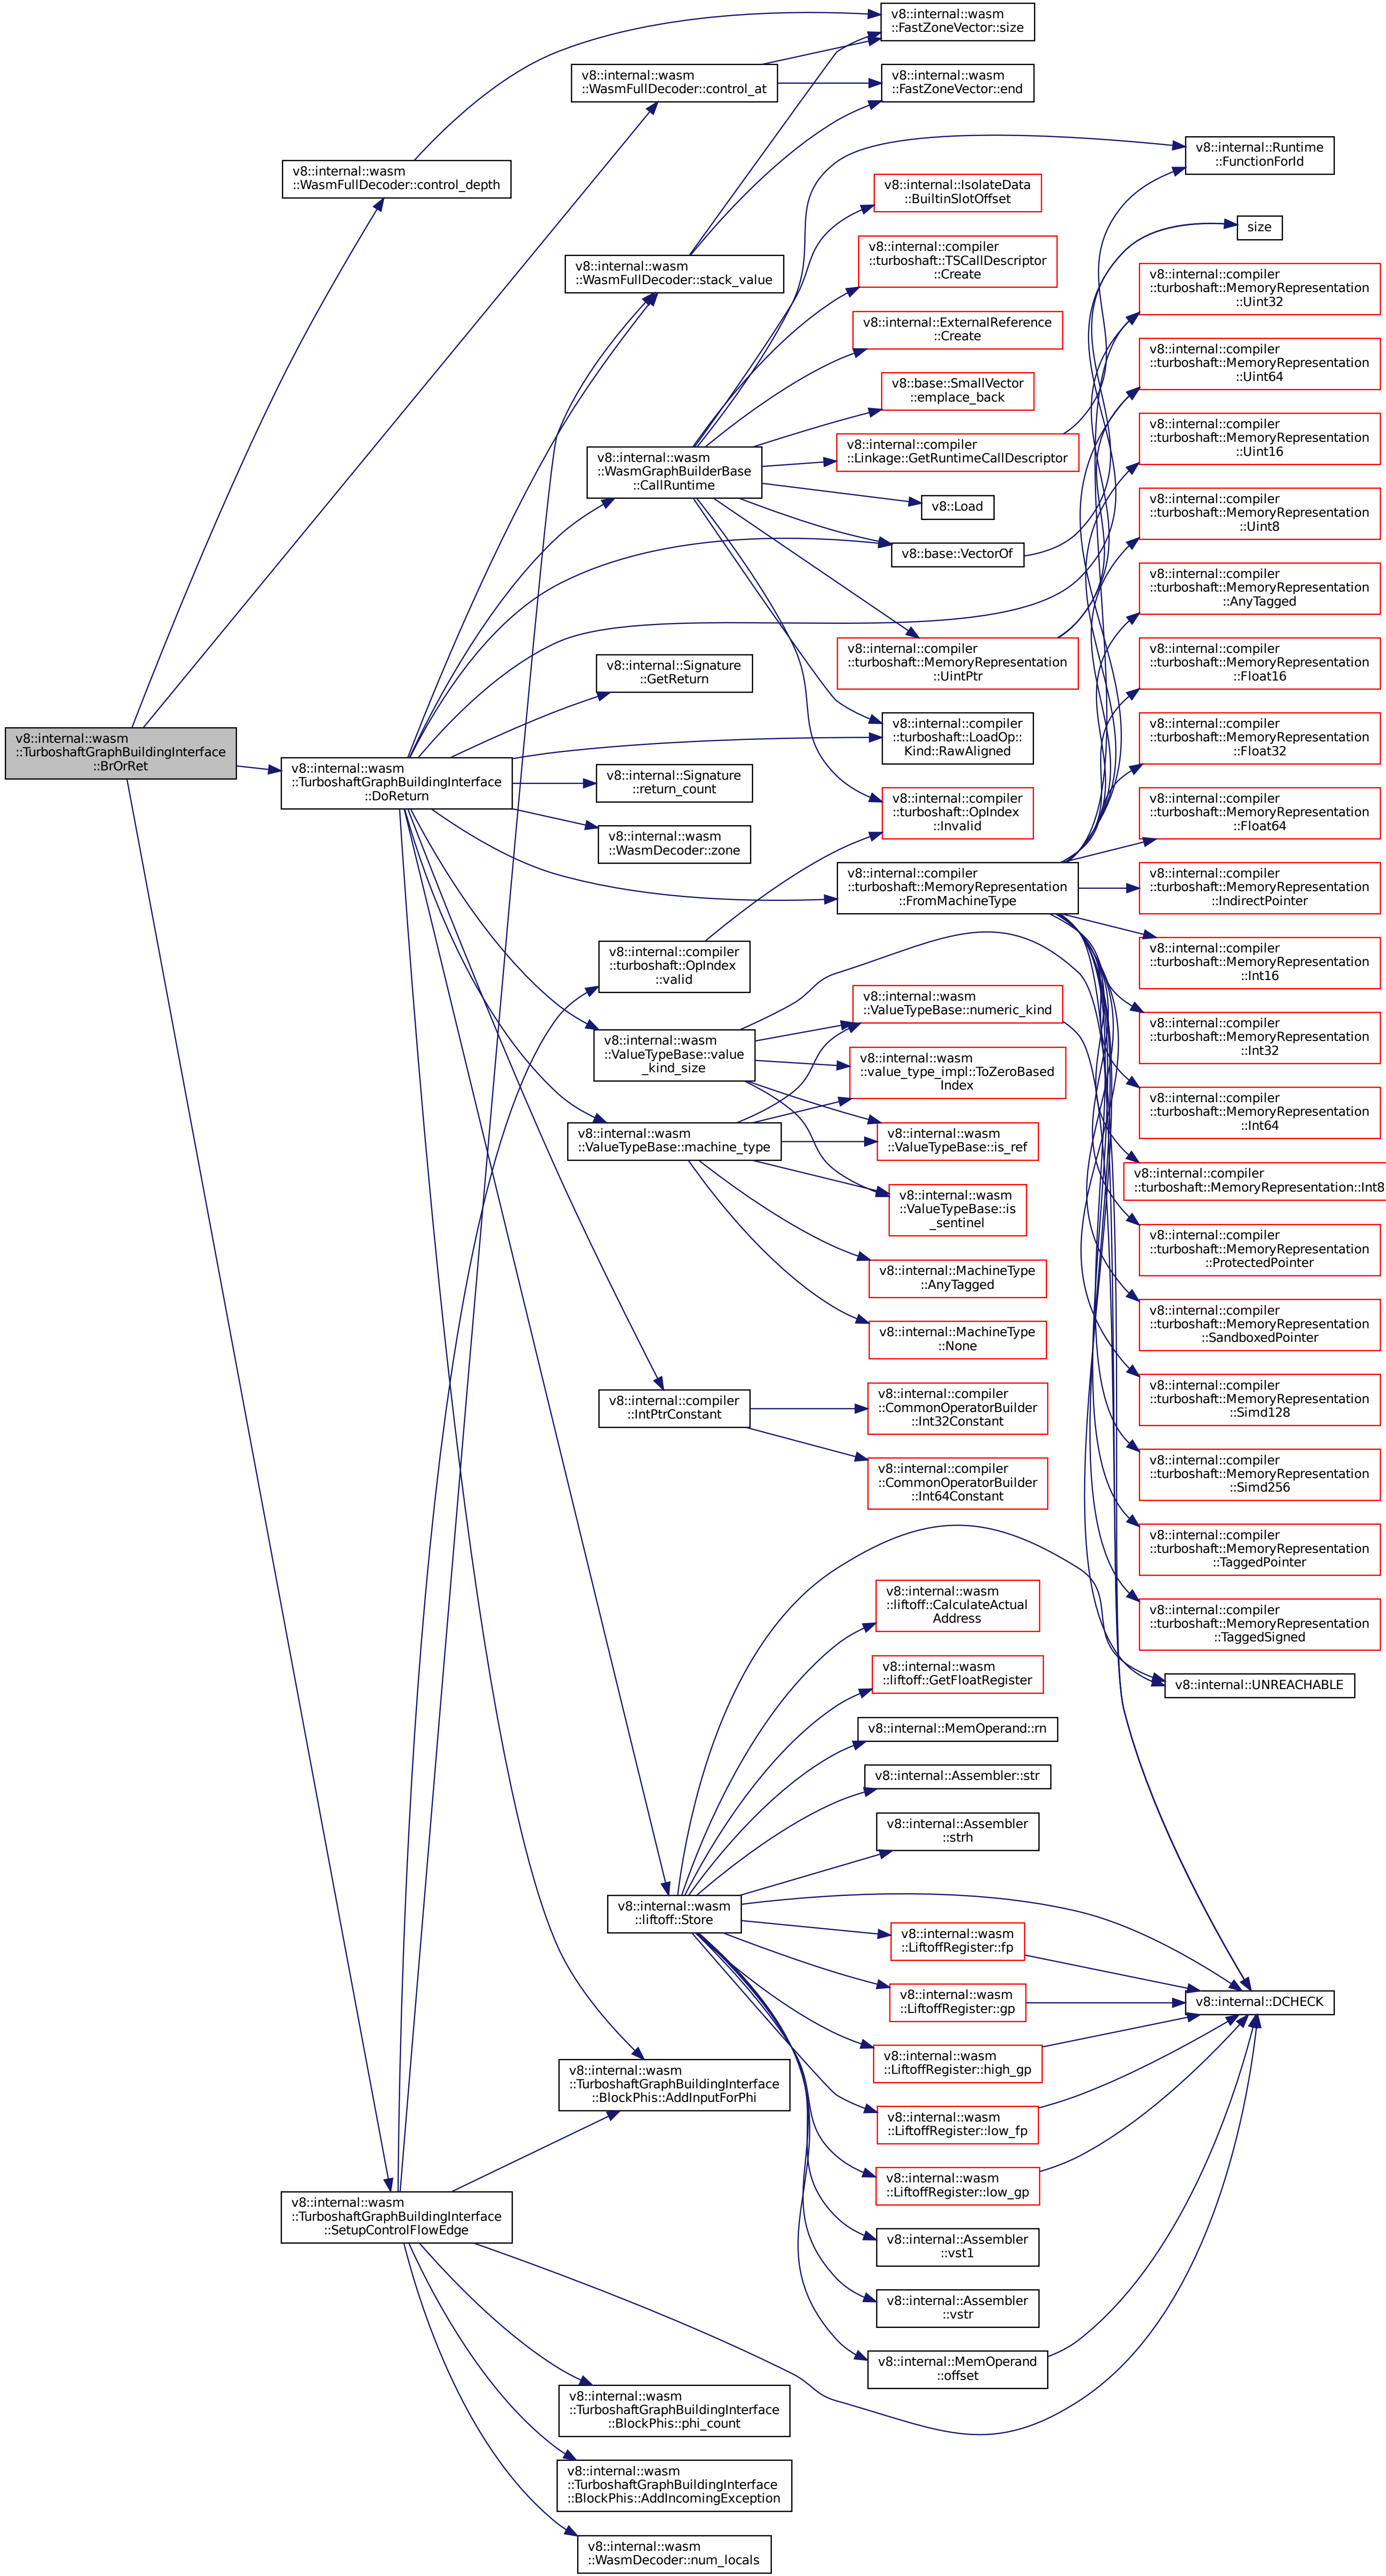 v8::internal::wasm
::TurboshaftGraphBuildingInterface
::BrOrRet
v8::internal::wasm
::WasmFullDecoder::control_depth
v8::internal::wasm
::TurboshaftGraphBuildingInterface
::DoReturn
v8::internal::wasm
::TurboshaftGraphBuildingInterface
::SetupControlFlowEdge
v8::internal::wasm
::WasmFullDecoder::control_at
v8::internal::wasm
::WasmFullDecoder::stack_value
v8::internal::wasm
::WasmGraphBuilderBase
::CallRuntime
v8::internal::Signature
::GetReturn
v8::internal::Signature
::return_count
v8::internal::wasm
::WasmDecoder::zone
v8::internal::compiler
::turboshaft::OpIndex
::valid
v8::internal::wasm
::ValueTypeBase::value
_kind_size
v8::internal::wasm
::ValueTypeBase::machine_type
v8::internal::compiler
::IntPtrConstant
v8::internal::wasm
::liftoff::Store
v8::internal::wasm
::TurboshaftGraphBuildingInterface
::BlockPhis::AddInputForPhi
v8::internal::wasm
::TurboshaftGraphBuildingInterface
::BlockPhis::phi_count
v8::internal::wasm
::TurboshaftGraphBuildingInterface
::BlockPhis::AddIncomingException
v8::internal::wasm
::WasmDecoder::num_locals
v8::internal::wasm
::FastZoneVector::size
v8::internal::wasm
::FastZoneVector::end
v8::internal::IsolateData
::BuiltinSlotOffset
v8::internal::compiler
::turboshaft::TSCallDescriptor
::Create
v8::internal::ExternalReference
::Create
v8::base::SmallVector
::emplace_back
v8::internal::compiler
::Linkage::GetRuntimeCallDescriptor
v8::Load
v8::base::VectorOf
v8::internal::compiler
::turboshaft::MemoryRepresentation
::UintPtr
v8::internal::compiler
::turboshaft::LoadOp::
Kind::RawAligned
v8::internal::compiler
::turboshaft::OpIndex
::Invalid
v8::internal::compiler
::turboshaft::MemoryRepresentation
::FromMachineType
v8::internal::wasm
::ValueTypeBase::numeric_kind
v8::internal::wasm
::value_type_impl::ToZeroBased
Index
v8::internal::wasm
::ValueTypeBase::is_ref
v8::internal::wasm
::ValueTypeBase::is
_sentinel
v8::internal::MachineType
::AnyTagged
v8::internal::MachineType
::None
v8::internal::compiler
::CommonOperatorBuilder
::Int32Constant
v8::internal::compiler
::CommonOperatorBuilder
::Int64Constant
v8::internal::wasm
::liftoff::CalculateActual
Address
v8::internal::wasm
::liftoff::GetFloatRegister
v8::internal::MemOperand::rn
v8::internal::Assembler::str
v8::internal::Assembler
::strh
v8::internal::wasm
::LiftoffRegister::fp
v8::internal::wasm
::LiftoffRegister::gp
v8::internal::wasm
::LiftoffRegister::high_gp
v8::internal::wasm
::LiftoffRegister::low_fp
v8::internal::wasm
::LiftoffRegister::low_gp
v8::internal::Assembler
::vst1
v8::internal::Assembler
::vstr
v8::internal::MemOperand
::offset
v8::internal::Runtime
::FunctionForId
size
v8::internal::compiler
::turboshaft::MemoryRepresentation
::Uint32
v8::internal::compiler
::turboshaft::MemoryRepresentation
::Uint64
v8::internal::compiler
::turboshaft::MemoryRepresentation
::Uint16
v8::internal::compiler
::turboshaft::MemoryRepresentation
::Uint8
v8::internal::compiler
::turboshaft::MemoryRepresentation
::AnyTagged
v8::internal::compiler
::turboshaft::MemoryRepresentation
::Float16
v8::internal::compiler
::turboshaft::MemoryRepresentation
::Float32
v8::internal::compiler
::turboshaft::MemoryRepresentation
::Float64
v8::internal::compiler
::turboshaft::MemoryRepresentation
::IndirectPointer
v8::internal::compiler
::turboshaft::MemoryRepresentation
::Int16
v8::internal::compiler
::turboshaft::MemoryRepresentation
::Int32
v8::internal::compiler
::turboshaft::MemoryRepresentation
::Int64
v8::internal::compiler
::turboshaft::MemoryRepresentation::Int8
v8::internal::compiler
::turboshaft::MemoryRepresentation
::ProtectedPointer
v8::internal::compiler
::turboshaft::MemoryRepresentation
::SandboxedPointer
v8::internal::compiler
::turboshaft::MemoryRepresentation
::Simd128
v8::internal::compiler
::turboshaft::MemoryRepresentation
::Simd256
v8::internal::compiler
::turboshaft::MemoryRepresentation
::TaggedPointer
v8::internal::compiler
::turboshaft::MemoryRepresentation
::TaggedSigned
v8::internal::UNREACHABLE
v8::internal::DCHECK